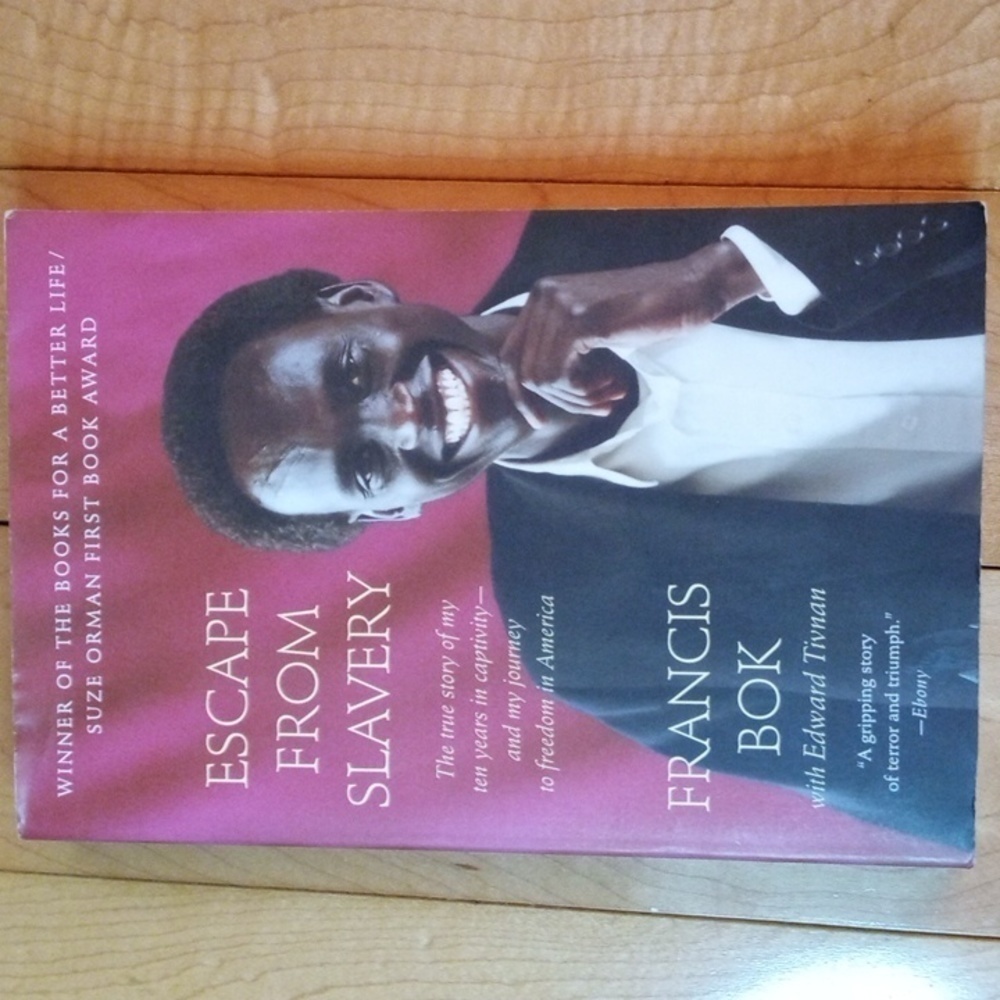 WINNER OF THE BOOKS FOR A BETTER LIFE/
SUZE ORMAN FIRST BOOK AWARD
ESCAPE
FROM
SLAVERY
The true story of my
ten years in captivity—
and my journey
to freedom in America
FRANCIS
BOK
with Edward Tivnan
“A gripping story
of terror and triumph.”
—Ebony